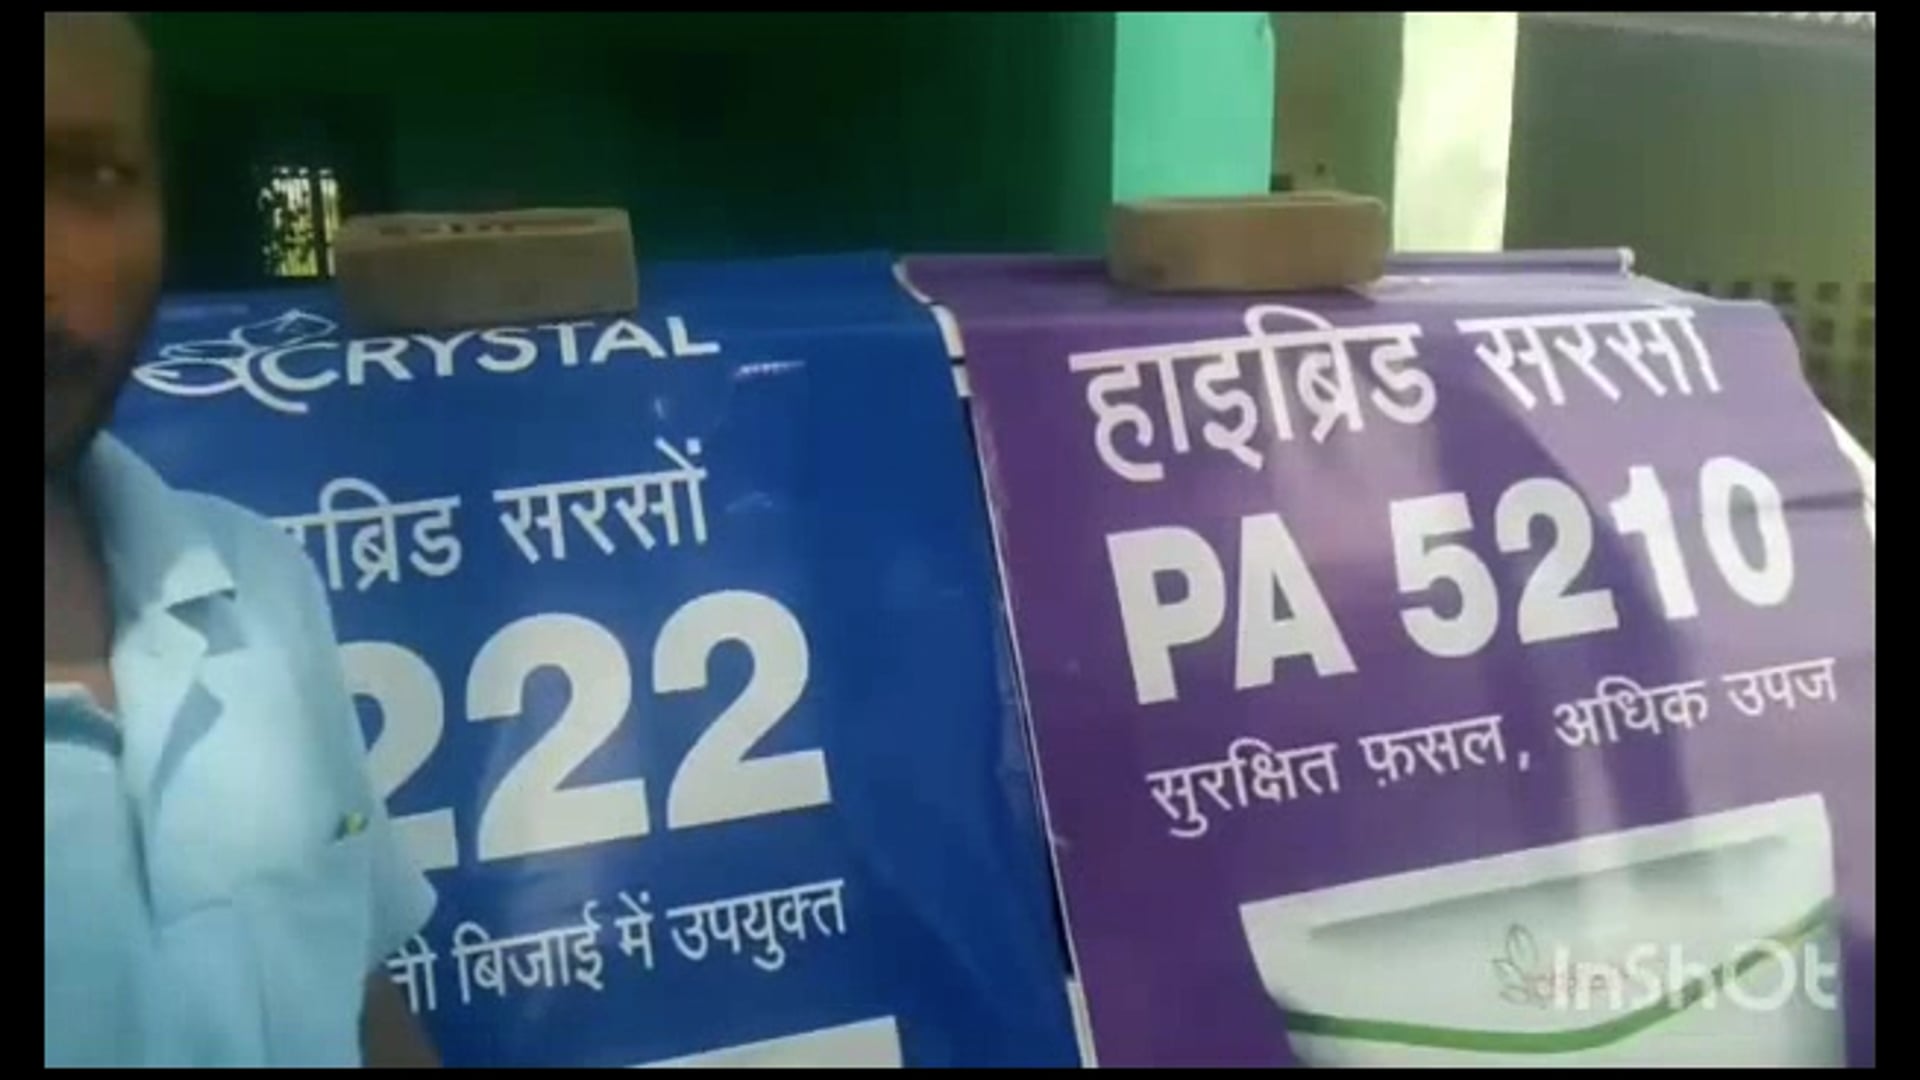 CRYSTAL
सरसों
222
बिजाई में उपयुक्त
हाइब्रिड सरसों
PA 5210
सुरक्षित फ़सल, अधिक उपज
InShOt